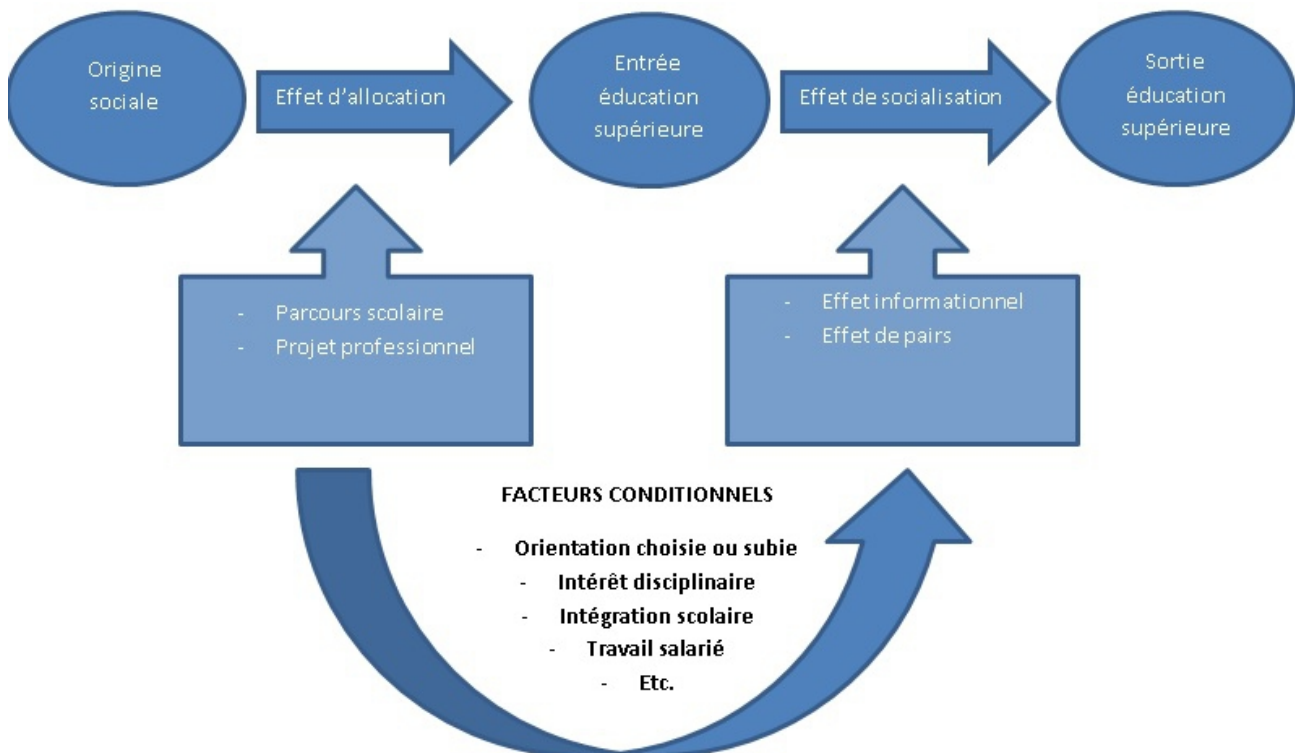 Origine
sociale
Effet d'allocation
Entrée
éducation
supérieure
Effet de socialisation
Sortie
éducation
supérieure
- Parcours scolaire
- Projet professionnel
- Effet informationnel
- Effet de pairs
FACTEURS CONDITIONNELS
- Orientation choisie ou subie
- Intérêt disciplinaire
- Intégration scolaire
- Travail salarié
- Etc.